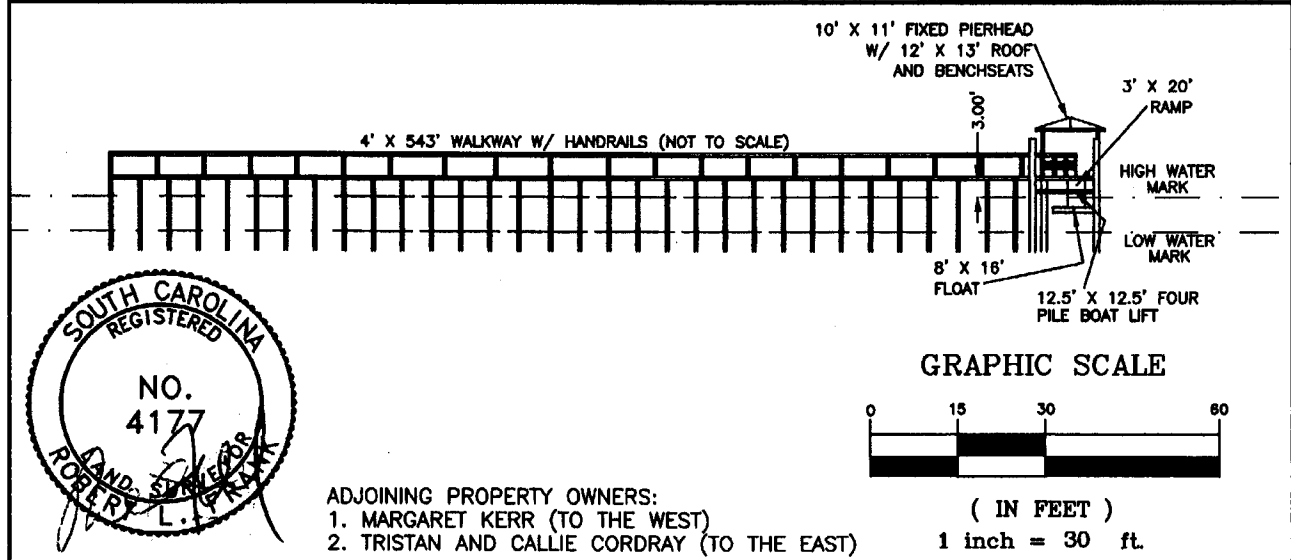 10' X 11' FIXED PIERHEAD
W/ 12' X 13' ROOF
AND BENCHSEATS
3' X 20'
RAMP
3.00'
4' X 543' WALKWAY W/ HANDRAILS (NOT TO SCALE)
HIGH WATER
MARK
LOW WATER
MARK
8' X 16'
FLOAT
12.5' X 12.5' FOUR
PILE BOAT LIFT
SOUTH CAROLINA
REGISTERED
NO.
4177
LAND SURVEYOR
ROBERT L. FRANK
GRAPHIC SCALE
0 15 30 60
( IN FEET )
1 inch = 30 ft.
ADJOINING PROPERTY OWNERS:
1. MARGARET KERR (TO THE WEST)
2. TRISTAN AND CALLIE CORDRAY (TO THE EAST)